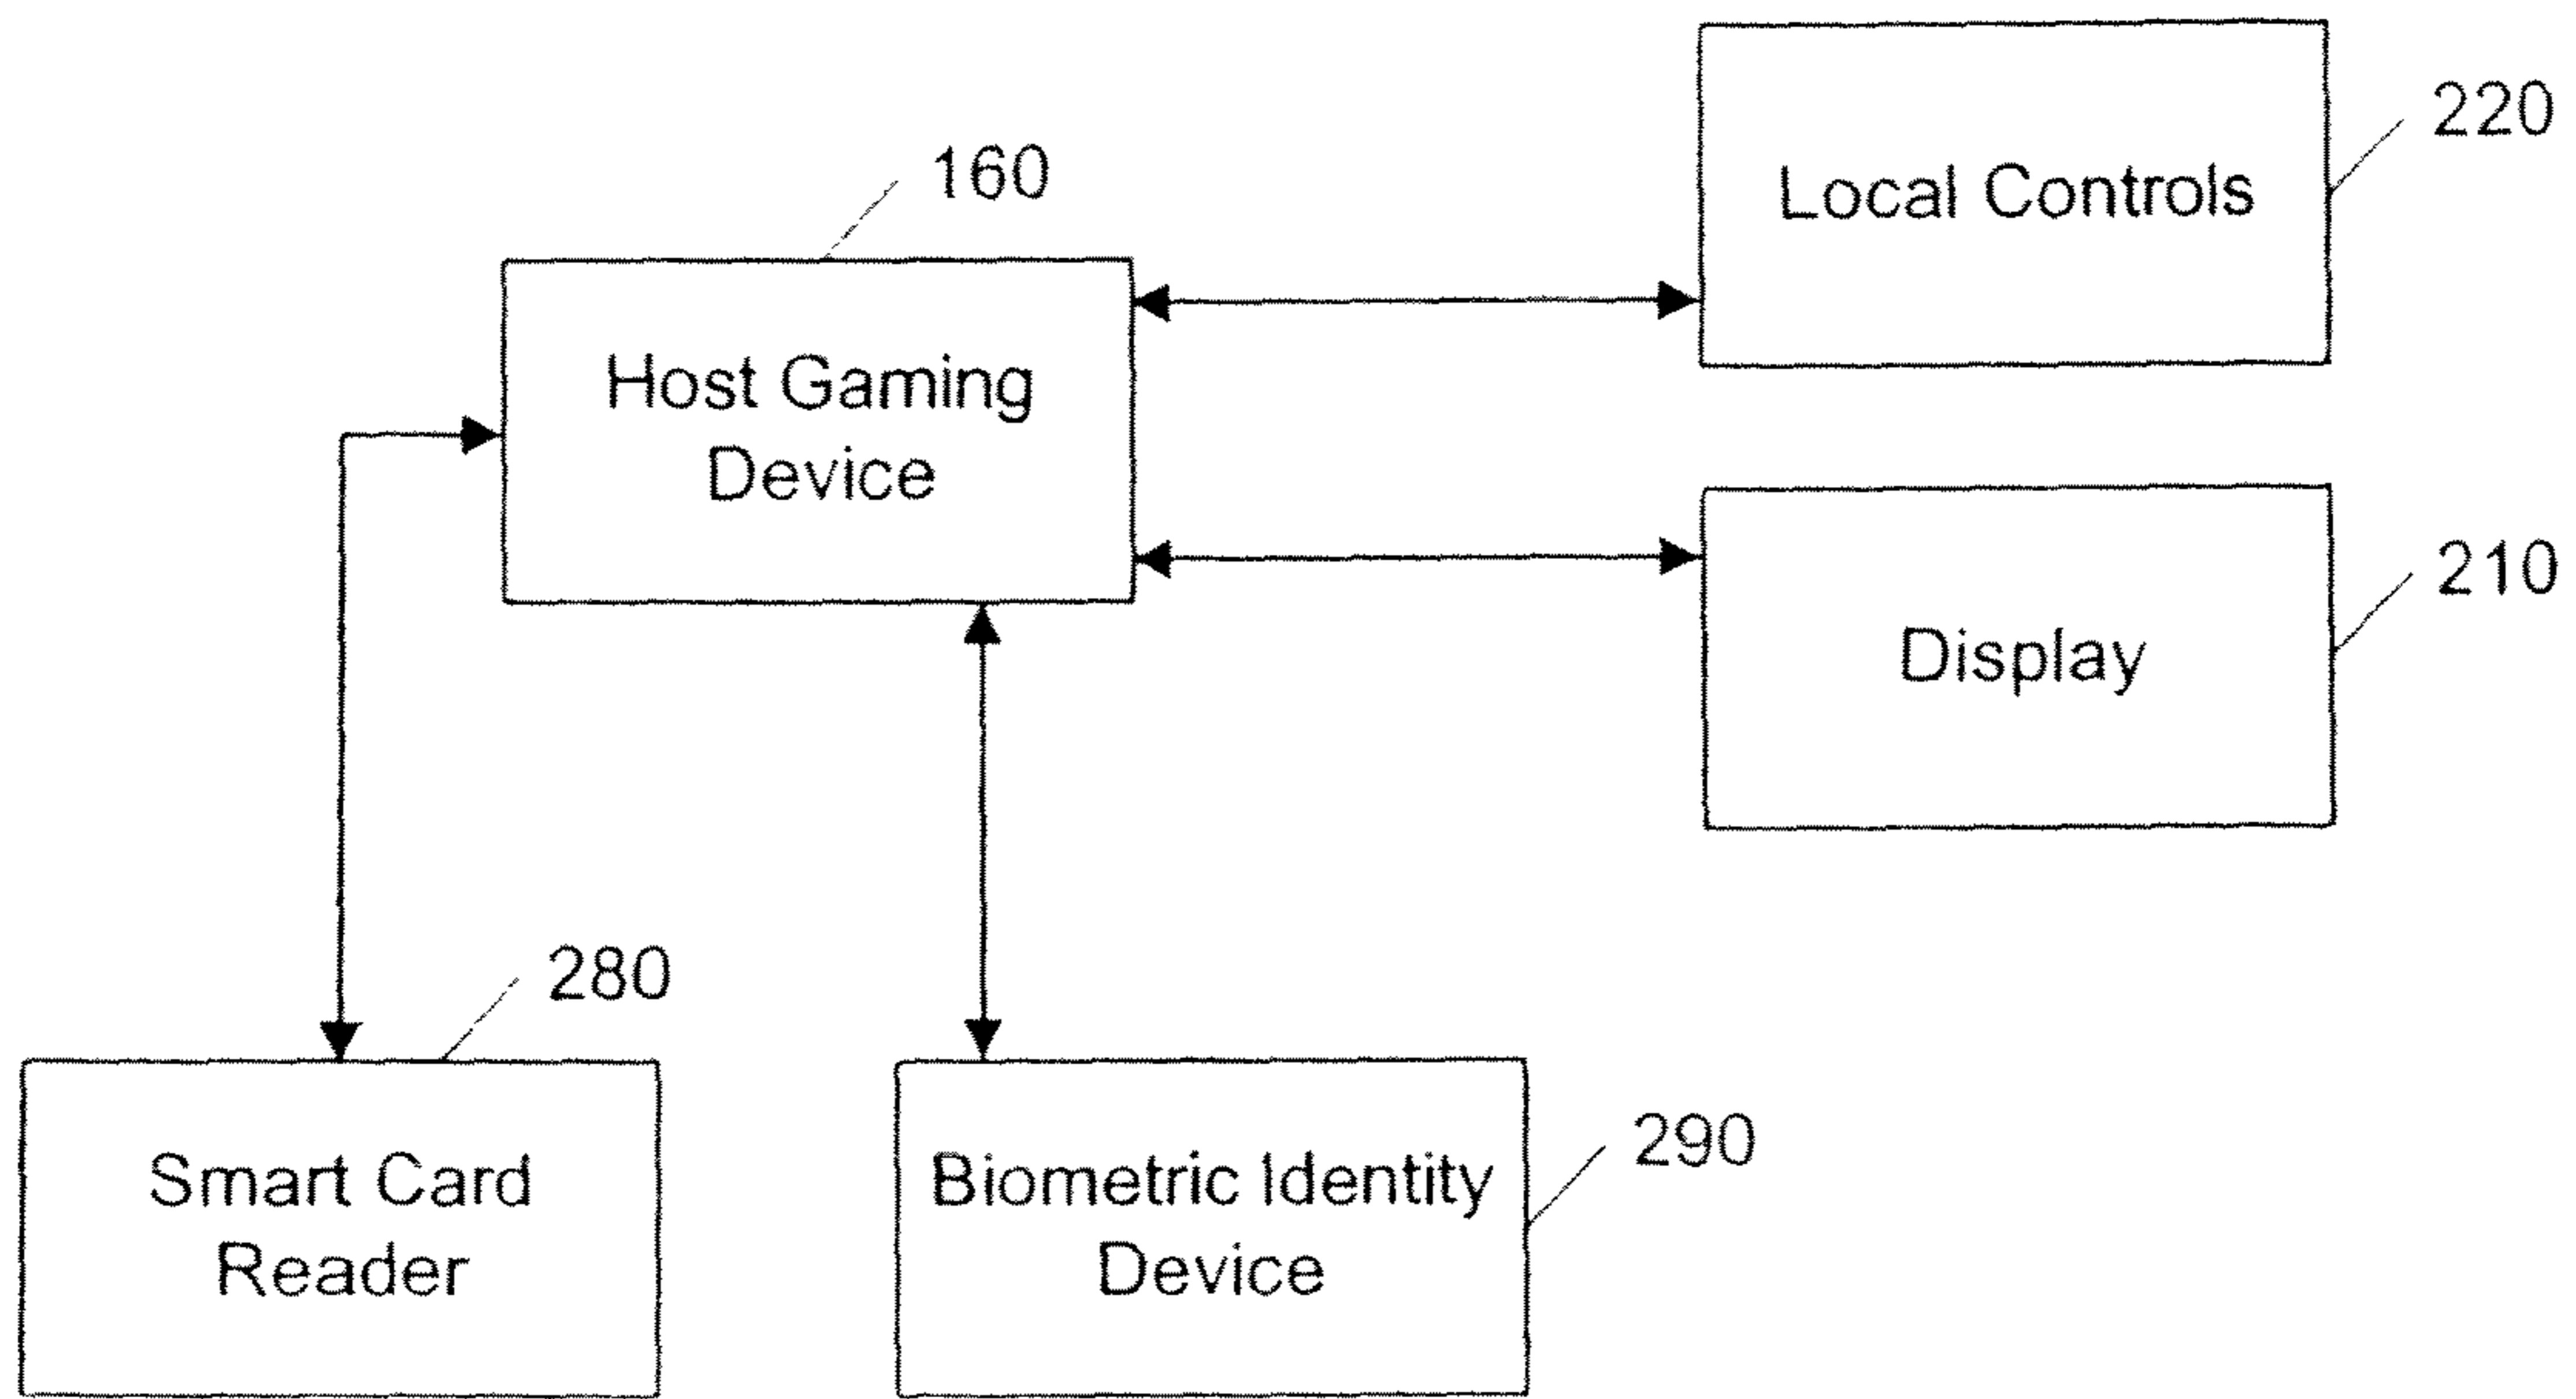 220
Local Controls
160
Host Gaming
Device
210
Display
280
Smart Card
Reader
290
Biometric Identity
Device